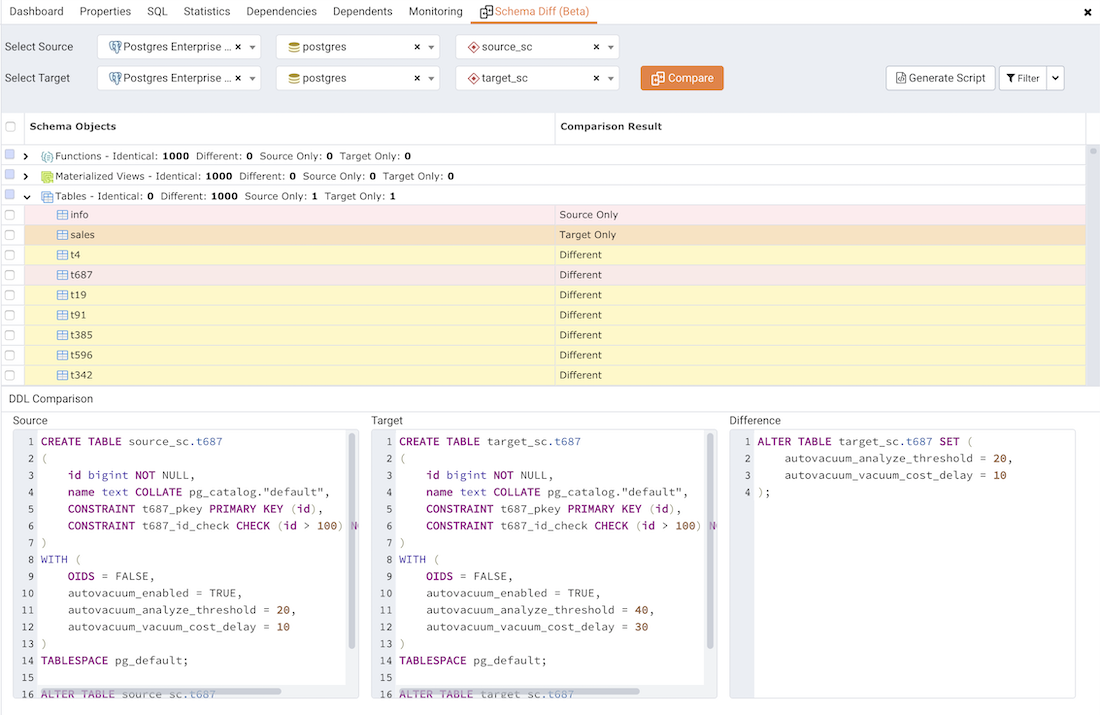 Dashboard Properties SQL Statistics Dependencies Dependents Monitoring Schema Diff (Beta)
Select Source Postgres Enterprise ... postgres source_sc
Select Target Postgres Enterprise ... postgres target_sc Compare Generate Script Filter
Schema Objects Comparison Result
Functions - Identical: 1000 Different: 0 Source Only: 0 Target Only: 0
Materialized Views - Identical: 1000 Different: 0 Source Only: 0 Target Only: 0
Tables - Identical: 0 Different: 1000 Source Only: 1 Target Only: 1
info Source Only
sales Target Only
t4 Different
t687 Different
t19 Different
t91 Different
t385 Different
t596 Different
t342 Different
DDL Comparison
Source
1 CREATE TABLE source_sc.t687
2 (
3 id bigint NOT NULL,
4 name text COLLATE pg_catalog."default",
5 CONSTRAINT t687_pkey PRIMARY KEY (id),
6 CONSTRAINT t687_id_check CHECK (id > 100)
7 )
8 WITH (
9 OIDS = FALSE,
10 autovacuum_enabled = TRUE,
11 autovacuum_analyze_threshold = 20,
12 autovacuum_vacuum_cost_delay = 10
13 )
14 TABLESPACE pg_default;
15
16 ALTER TABLE source_sc.t687
Target
1 CREATE TABLE target_sc.t687
2 (
3 id bigint NOT NULL,
4 name text COLLATE pg_catalog."default",
5 CONSTRAINT t687_pkey PRIMARY KEY (id),
6 CONSTRAINT t687_id_check CHECK (id > 100)
7 )
8 WITH (
9 OIDS = FALSE,
10 autovacuum_enabled = TRUE,
11 autovacuum_analyze_threshold = 40,
12 autovacuum_vacuum_cost_delay = 30
13 )
14 TABLESPACE pg_default;
15
16 ALTER TABLE target_sc.t687
Difference
1 ALTER TABLE target_sc.t687 SET (
2 autovacuum_analyze_threshold = 20,
3 autovacuum_vacuum_cost_delay = 10
4 );